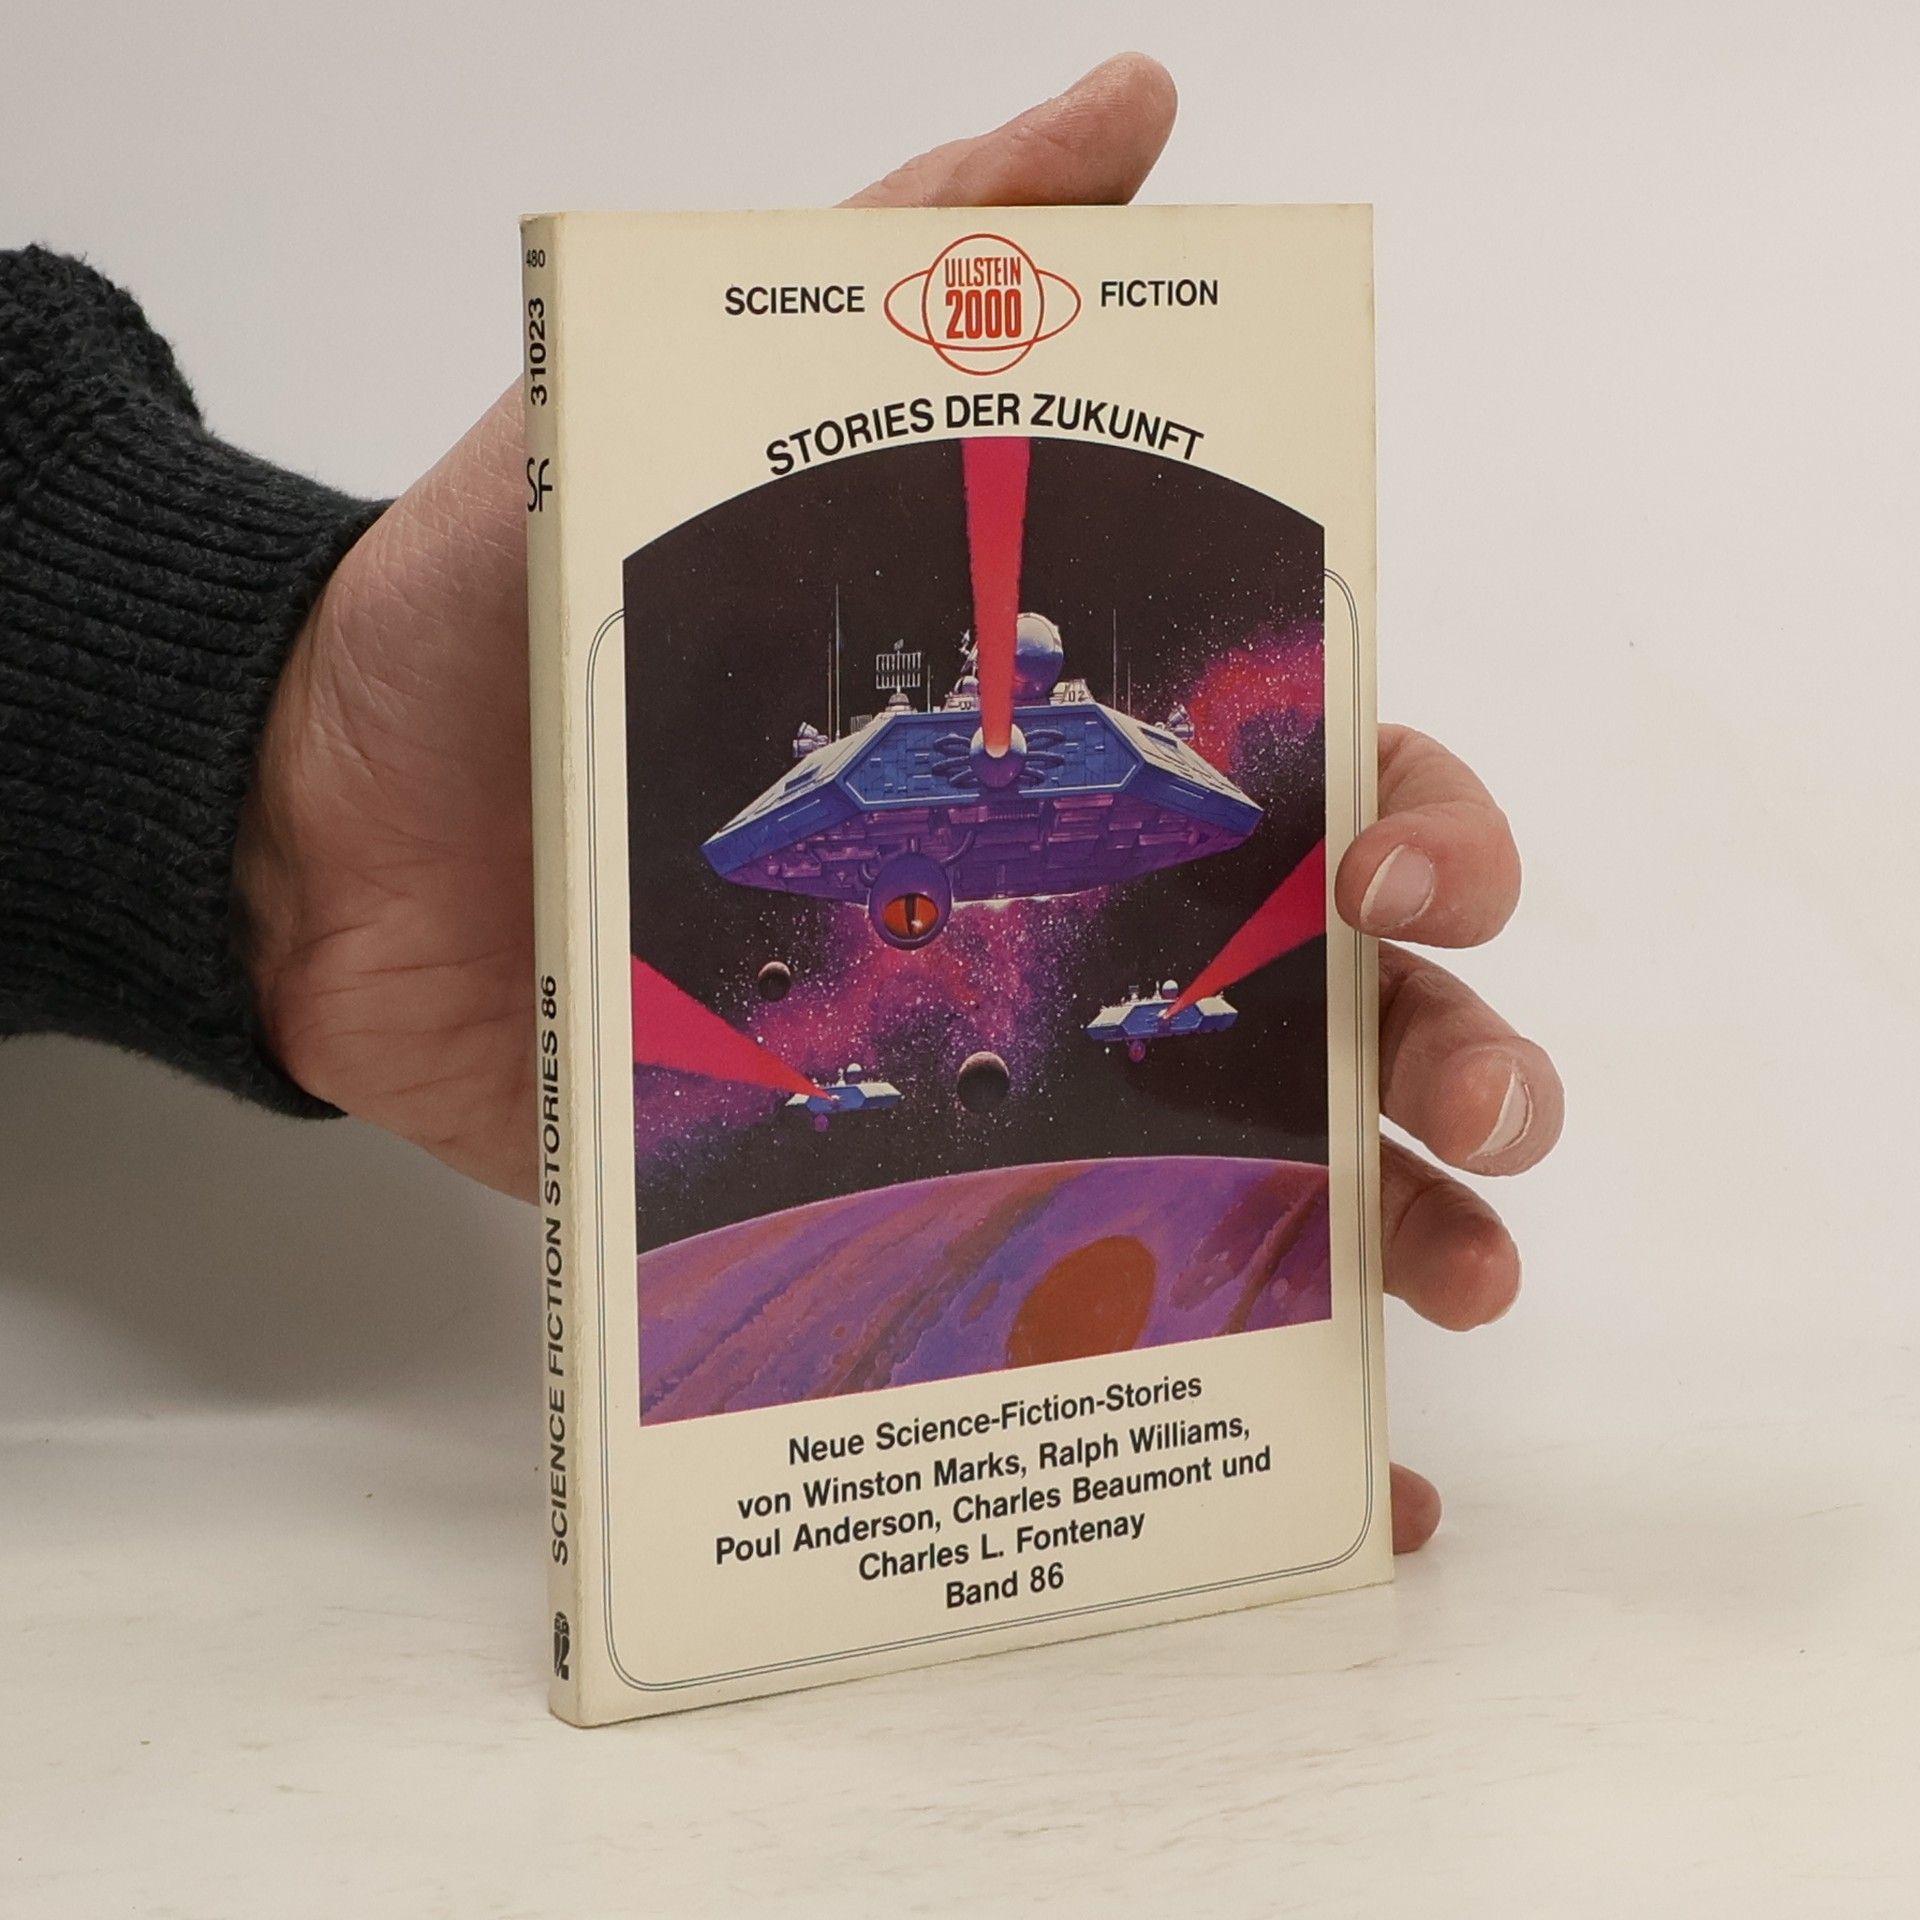 480
31023
SF
SCIENCE FICTION STORIES 86
SCIENCE
ULLSTEIN
2000
FICTION
STORIES DER ZUKUNFT
02
Neue Science-Fiction-Stories
von Winston Marks, Ralph Williams,
Poul Anderson, Charles Beaumont und
Charles L. Fontenay
Band 86